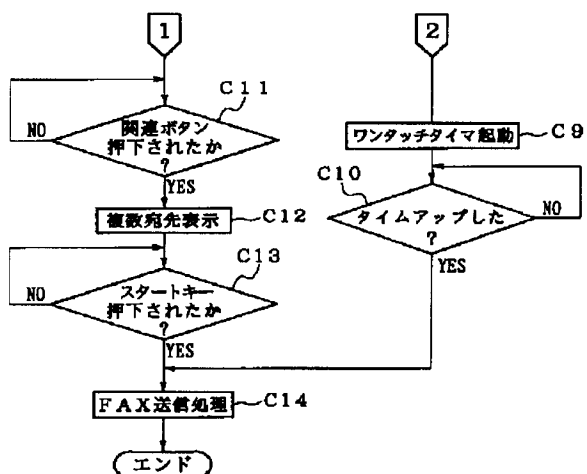 1
C11
関連ボタン
押下されたか
?
NO
YES
複数宛先表示
C12
C13
スタートキー
押下されたか
?
NO
YES
FAX送信処理
C14
エンド
2
ワンタッチタイマ起動
C9
C10
タイムアップした
?
NO
YES